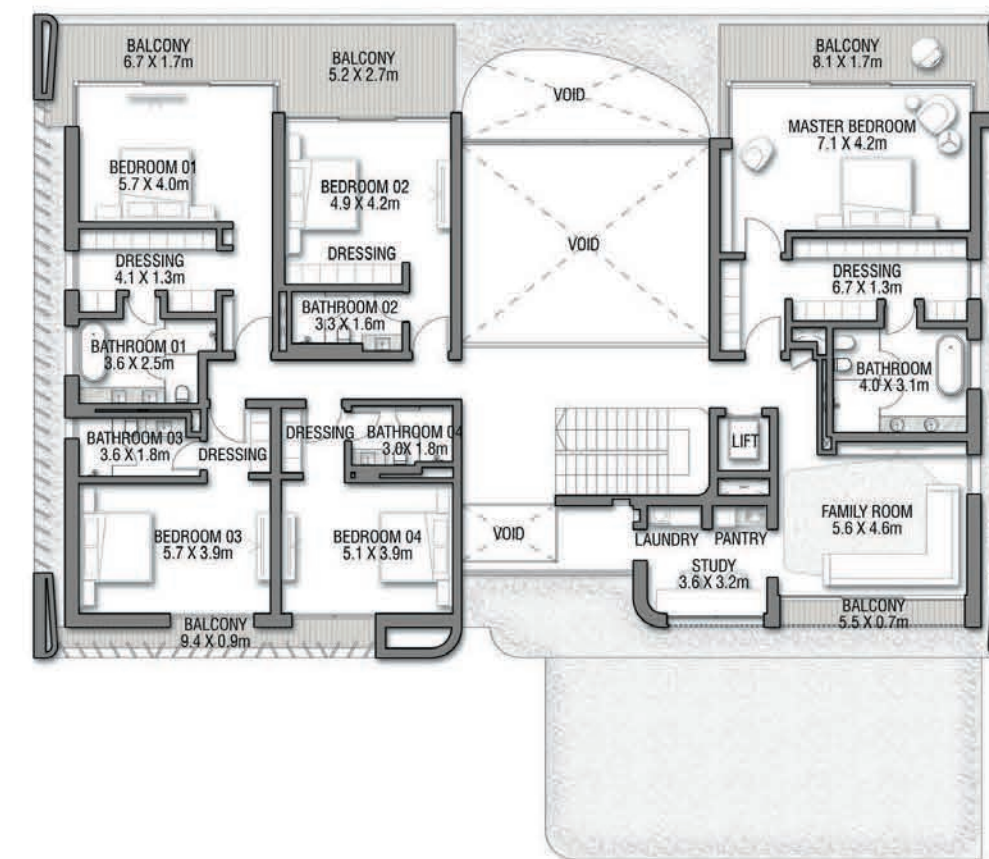 BALCONY
6.7 X 1.7m
BALCONY
5.2 X 2.7m
VOID
BALCONY
8.1 X 1.7m
MASTER BEDROOM
7.1 X 4.2m
BEDROOM 01
5.7 X 4.0m
BEDROOM 02
4.9 X 4.2m
VOID
DRESSING
DRESSING
4.1 X 1.3m
DRESSING
6.7 X 1.3m
BATHROOM 02
3.3 X 1.6m
BATHROOM 01
3.6 X 2.5m
BATHROOM
4.0 X 3.1m
BATHROOM 03
3.6 X 1.8m
DRESSING
DRESSING
BATHROOM 04
3.0X 1.8m
LIFT
BEDROOM 03
5.7 X 3.9m
BEDROOM 04
5.1 X 3.9m
VOID
LAUNDRY
PANTRY
FAMILY ROOM
5.6 X 4.6m
STUDY
3.6 X 3.2m
BALCONY
5.5 X 0.7m
BALCONY
9.4 X 0.9m